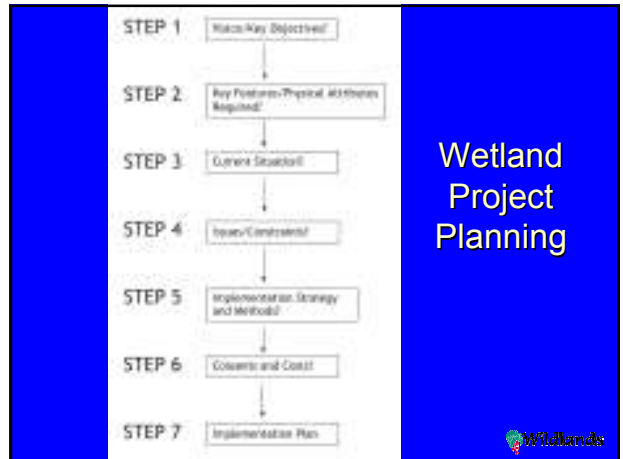 STEP 1
Vision/Key Objectives?
STEP 2
Key Features/Physical Attributes
Required?
STEP 3
Current Situation?
STEP 4
Issues/Constraints?
STEP 5
Implementation Strategy
and Methods?
STEP 6
Consents and Costs?
STEP 7
Implementation Plan
Wetland
Project
Planning
Wildlands